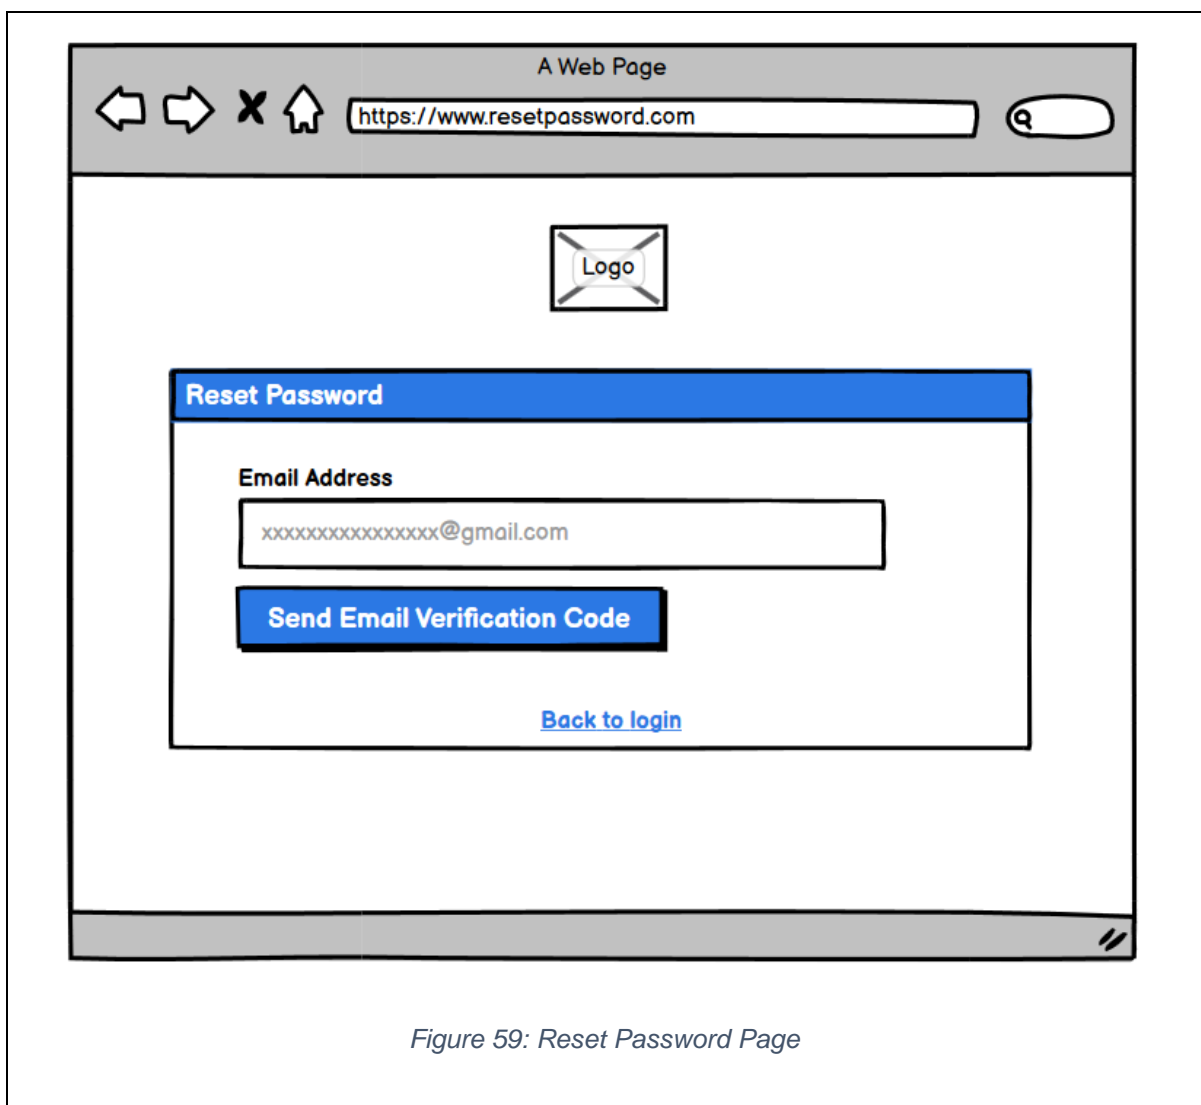 A Web Page
https://www.resetpassword.com
Logo
Reset Password
Email Address
xxxxxxxxxxxxxxxx@gmail.com
Send Email Verification Code
Back to login
Figure 59: Reset Password Page